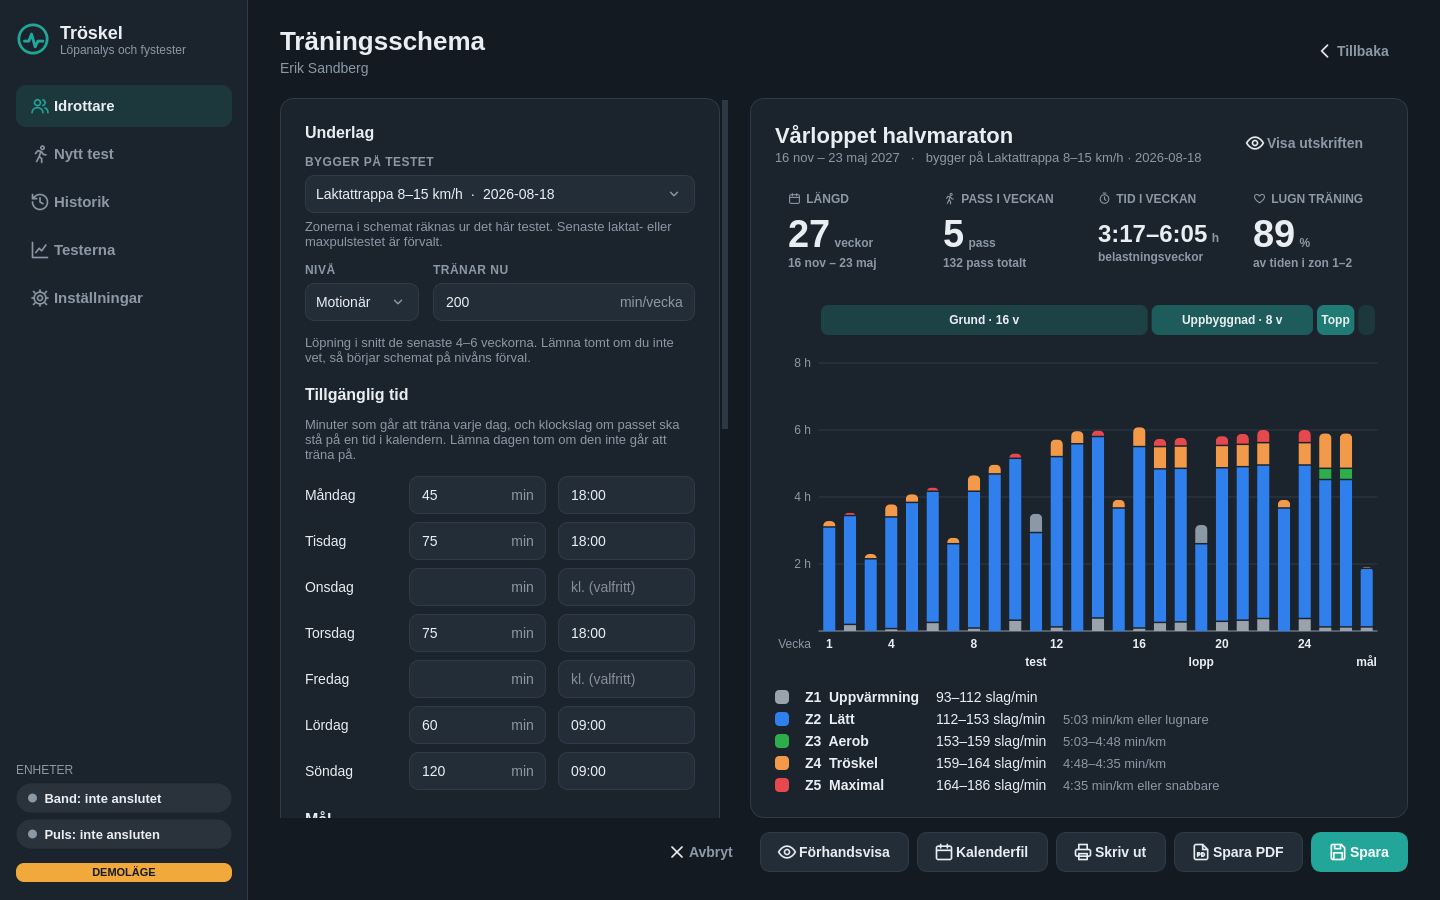 Tröskel
Löpanalys och fystester
Idrottare
Nytt test
Historik
Testerna
Inställningar
ENHETER
Band: inte anslutet
Puls: inte ansluten
DEMOLÄGE
Träningsschema
Erik Sandberg
Tillbaka
Underlag
BYGGER PÅ TESTET
Laktattrappa 8–15 km/h · 2026-08-18
Zonerna i schemat räknas ur det här testet. Senaste laktat- eller
maxpulstestet är förvalt.
NIVÅ TRÄNAR NU
Motionär 200 min/vecka
Löpning i snitt de senaste 4–6 veckorna. Lämna tomt om du inte
vet, så börjar schemat på nivåns förval.
Tillgänglig tid
Minuter som går att träna varje dag, och klockslag om passet ska
stå på en tid i kalendern. Lämna dagen tom om den inte går att
träna på.
Måndag 45 min 18:00
Tisdag 75 min 18:00
Onsdag min kl. (valfritt)
Torsdag 75 min 18:00
Fredag min kl. (valfritt)
Lördag 60 min 09:00
Söndag 120 min 09:00
Mål
Vårloppet halvmaraton
16 nov – 23 maj 2027 · bygger på Laktattrappa 8–15 km/h · 2026-08-18
Visa utskriften
LÄNGD PASS I VECKAN TID I VECKAN LUGN TRÄNING
27 veckor 5 pass 3:17–6:05 h 89 %
16 nov – 23 maj 132 pass totalt belastningsveckor av tiden i zon 1–2
Grund · 16 v Uppbyggnad · 8 v Topp
8 h
6 h
4 h
2 h
Vecka 1 4 8 12 16 20 24
test lopp mål
Z1 Uppvärmning 93–112 slag/min
Z2 Lätt 112–153 slag/min 5:03 min/km eller lugnare
Z3 Aerob 153–159 slag/min 5:03–4:48 min/km
Z4 Tröskel 159–164 slag/min 4:48–4:35 min/km
Z5 Maximal 164–186 slag/min 4:35 min/km eller snabbare
Avbryt Förhandsvisa Kalenderfil Skriv ut Spara PDF Spara